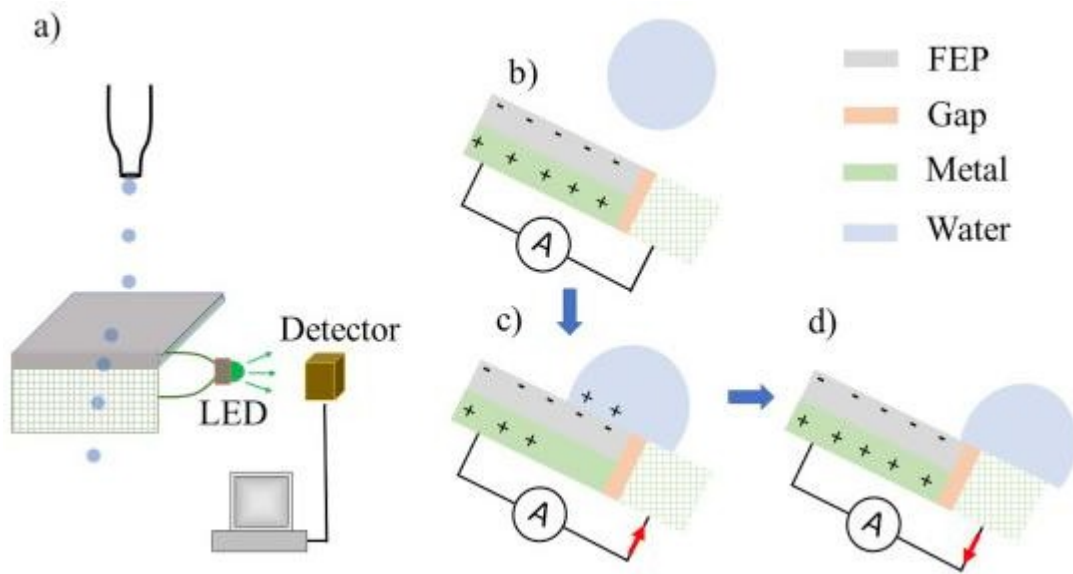 a)
Detector
LED
b)
A
FEP
Gap
Metal
Water
c)
A
d)
A